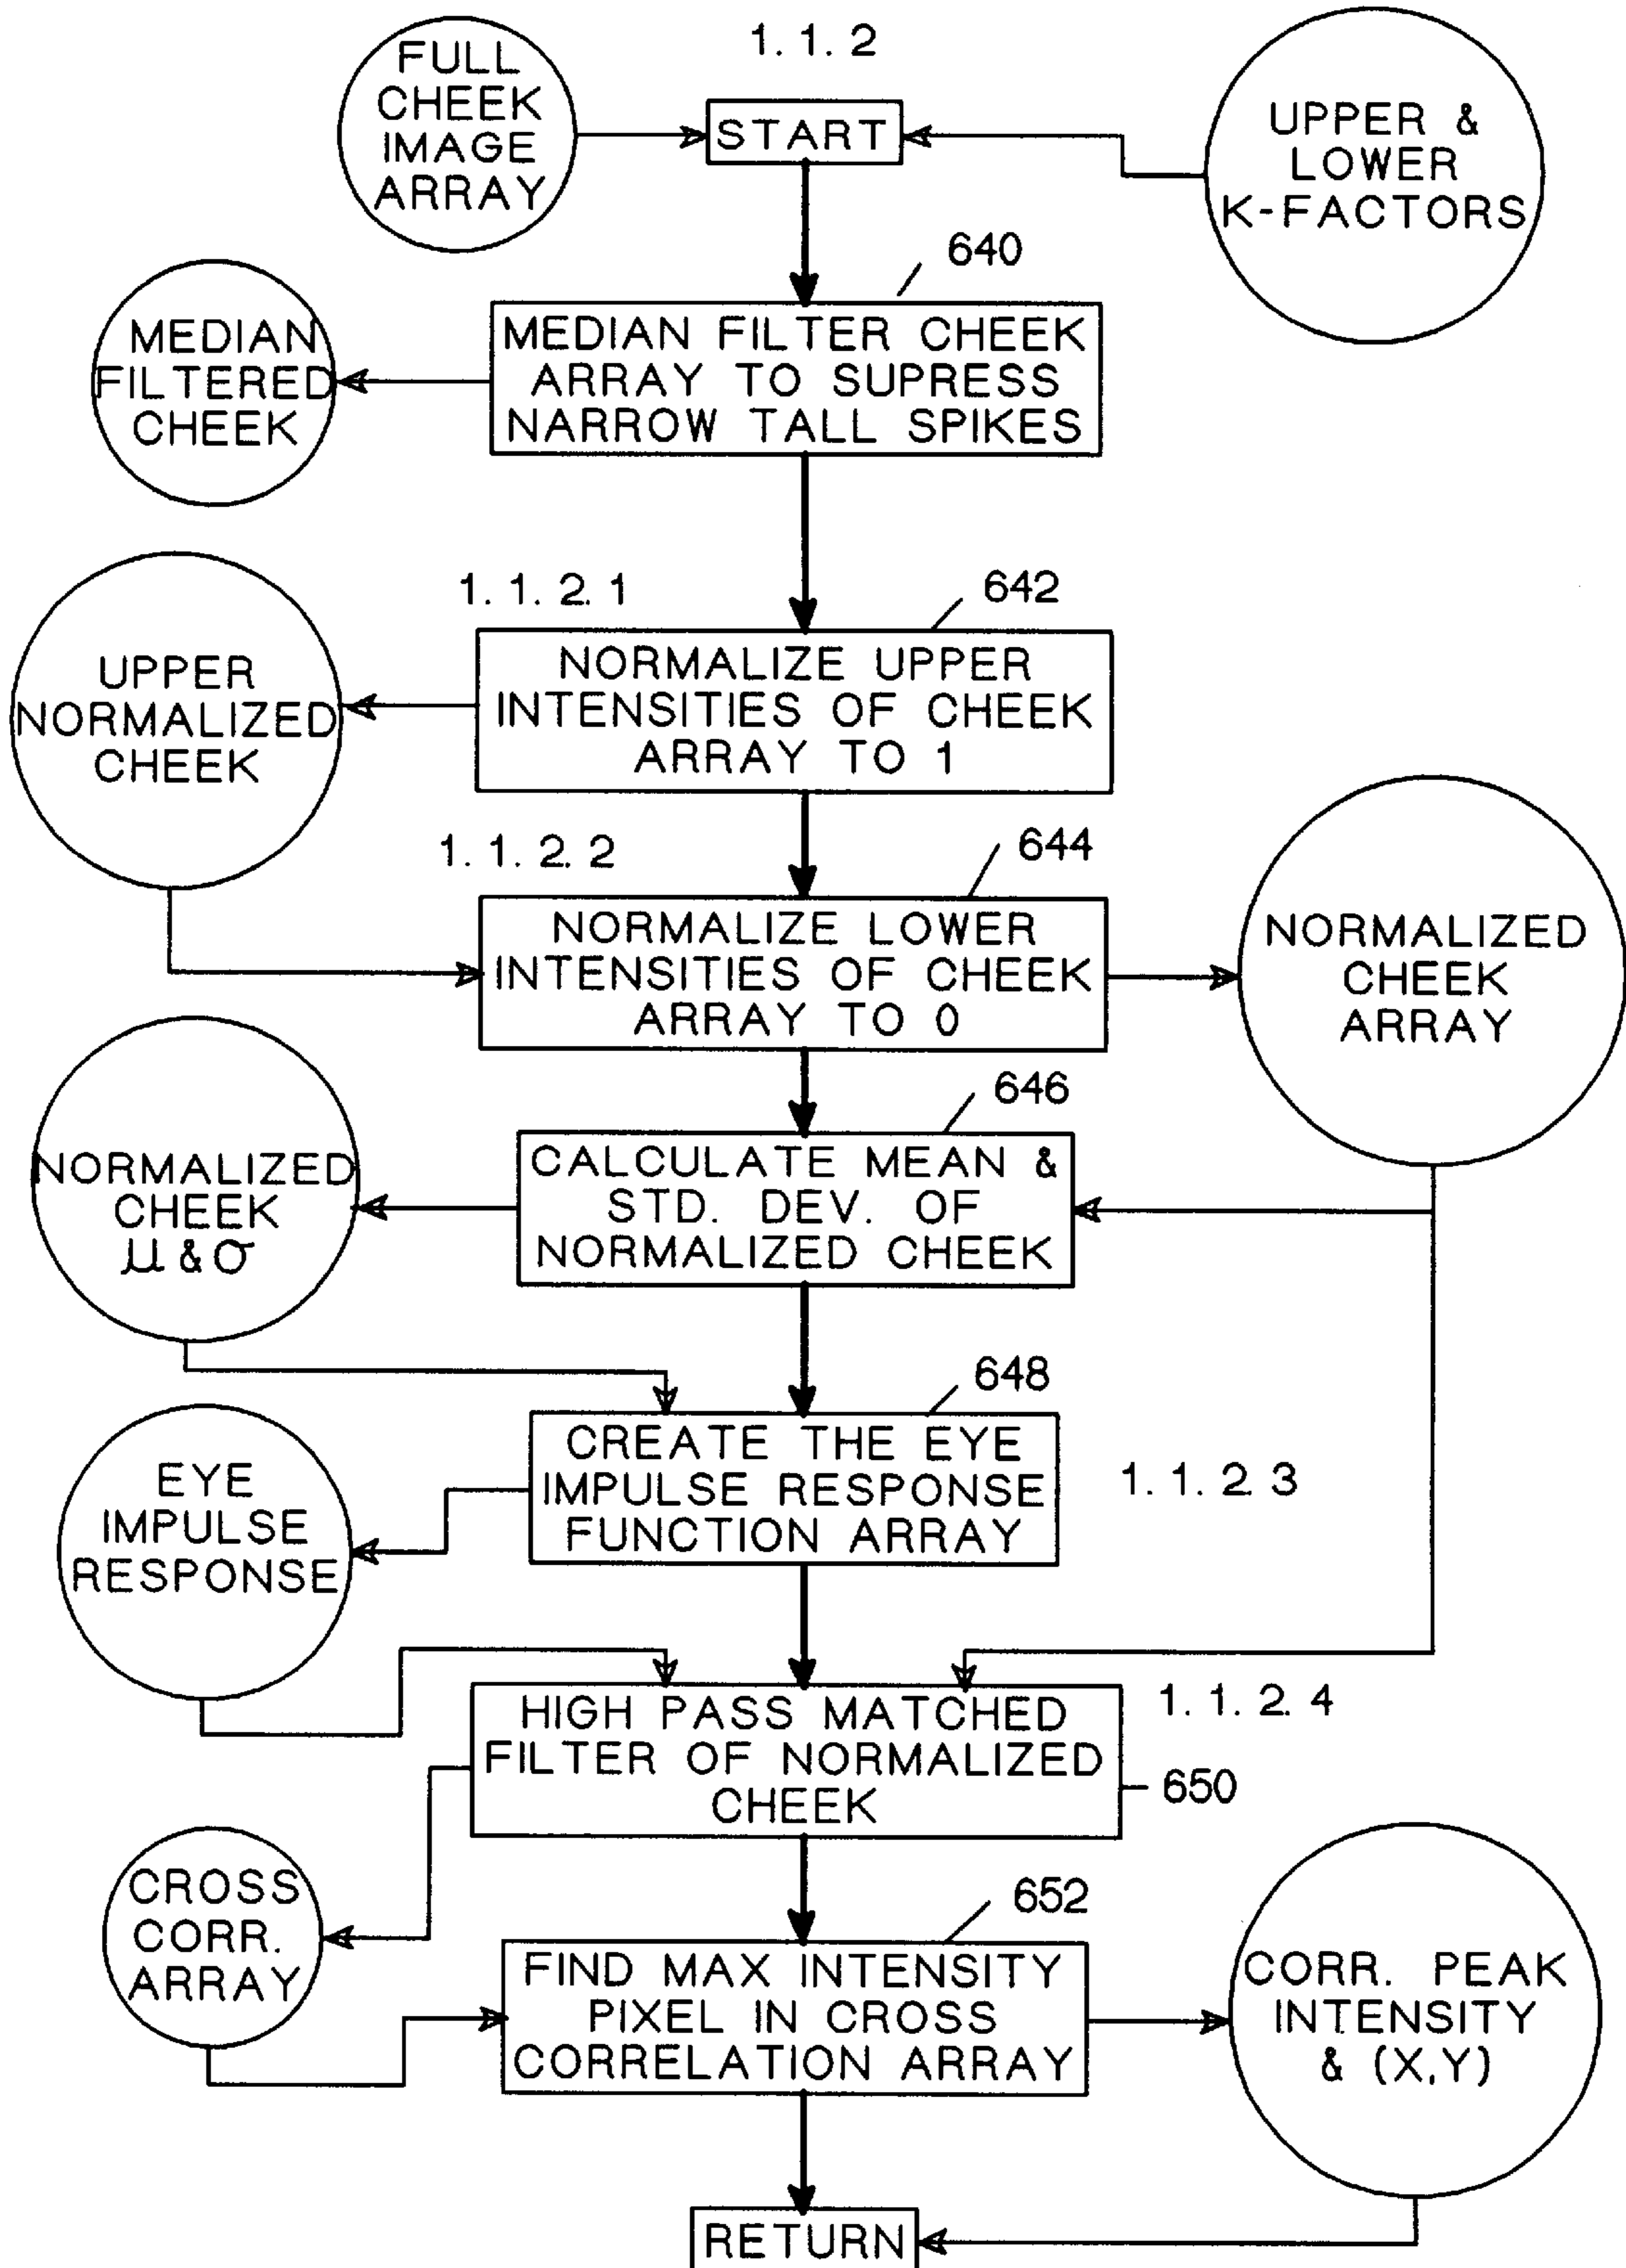 FULL
CHEEK
IMAGE
ARRAY
1.1.2
START
UPPER &
LOWER
K-FACTORS
640
MEDIAN
FILTERED
CHEEK
MEDIAN FILTER CHEEK
ARRAY TO SUPRESS
NARROW TALL SPIKES
1.1.2.1
642
UPPER
NORMALIZED
CHEEK
NORMALIZE UPPER
INTENSITIES OF CHEEK
ARRAY TO 1
1.1.2.2
644
NORMALIZE LOWER
INTENSITIES OF CHEEK
ARRAY TO 0
NORMALIZED
CHEEK
ARRAY
646
NORMALIZED
CHEEK
μ & σ
CALCULATE MEAN &
STD. DEV. OF
NORMALIZED CHEEK
648
EYE
IMPULSE
RESPONSE
CREATE THE EYE
IMPULSE RESPONSE
FUNCTION ARRAY
1.1.2.3
HIGH PASS MATCHED
FILTER OF NORMALIZED
CHEEK
1.1.2.4
650
CROSS
CORR.
ARRAY
652
FIND MAX INTENSITY
PIXEL IN CROSS
CORRELATION ARRAY
CORR. PEAK
INTENSITY
& (X,Y)
RETURN